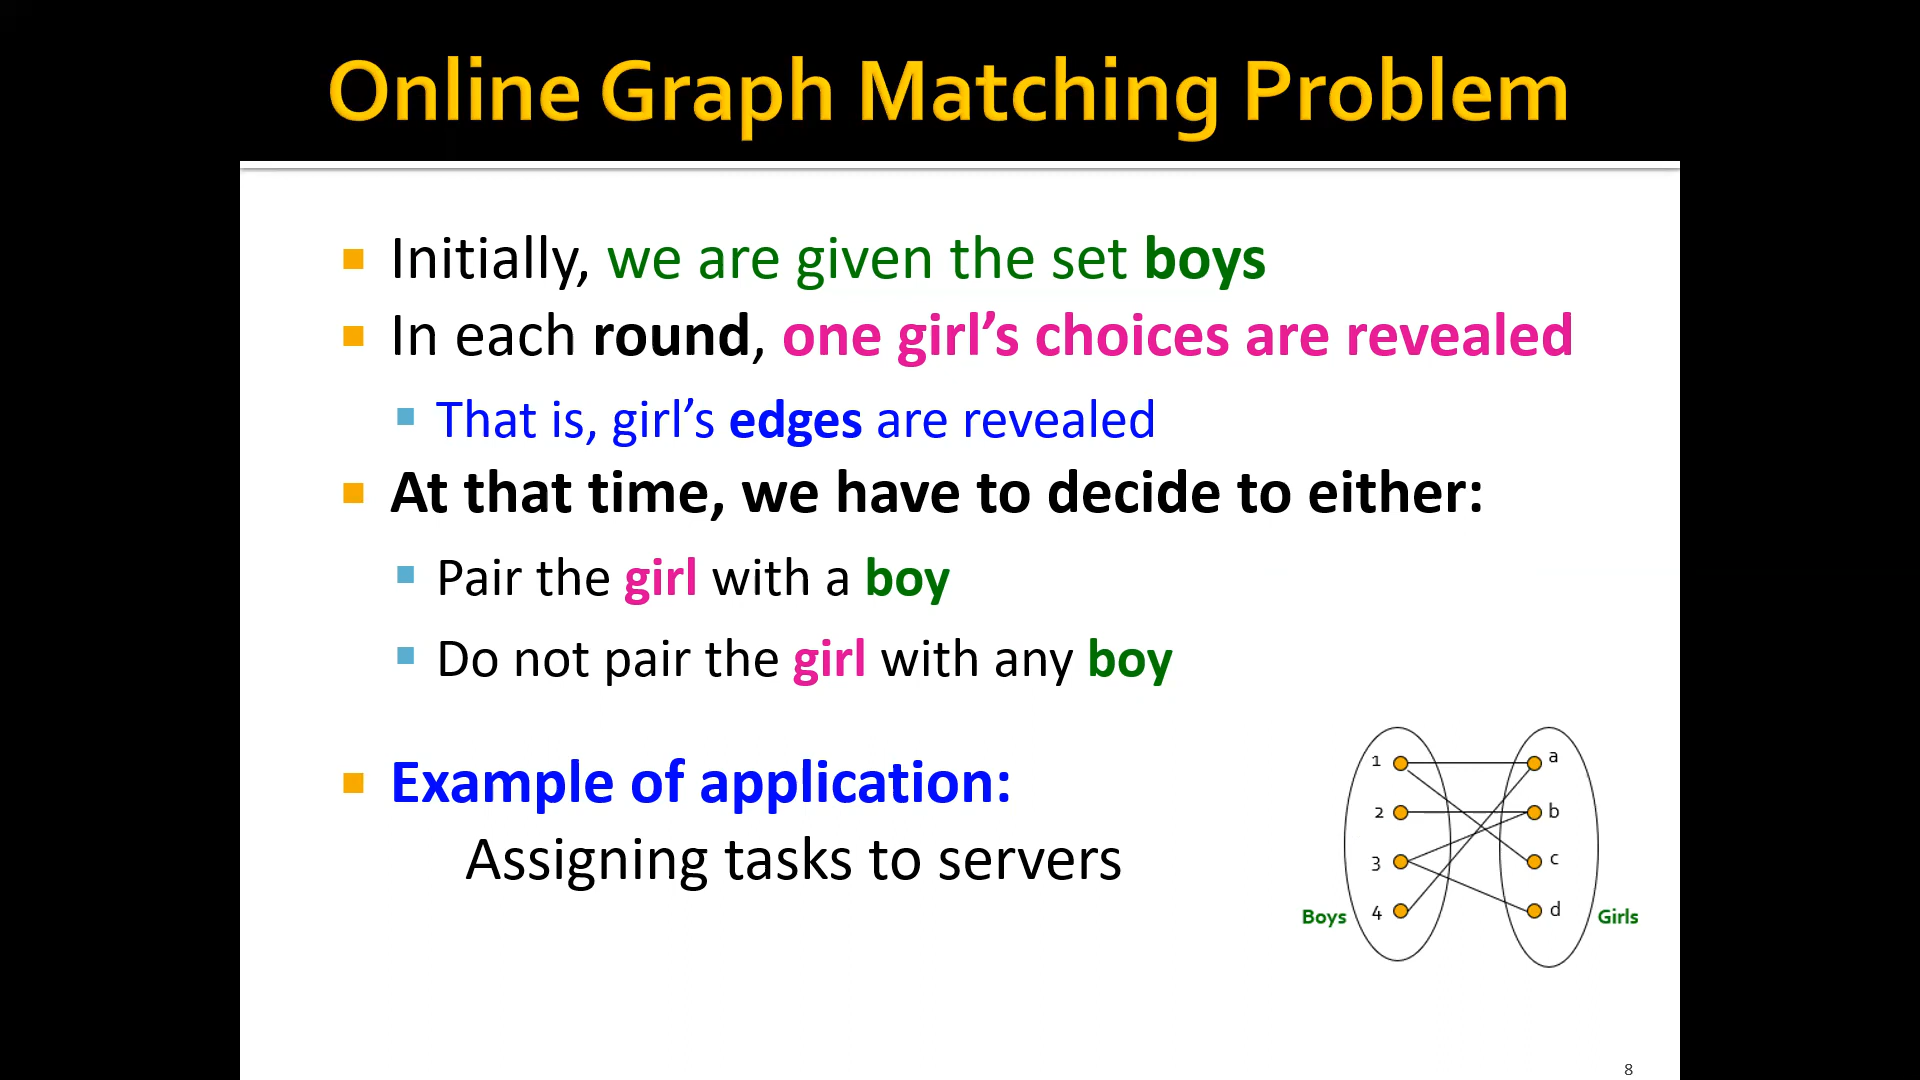 Online Graph Matching Problem
Initially, we are given the set boys
In each round, one girl’s choices are revealed
That is, girl’s edges are revealed
At that time, we have to decide to either:
Pair the girl with a boy
Do not pair the girl with any boy
Example of application:
Assigning tasks to servers
1
a
2
b
3
c
4
d
Boys
Girls
8